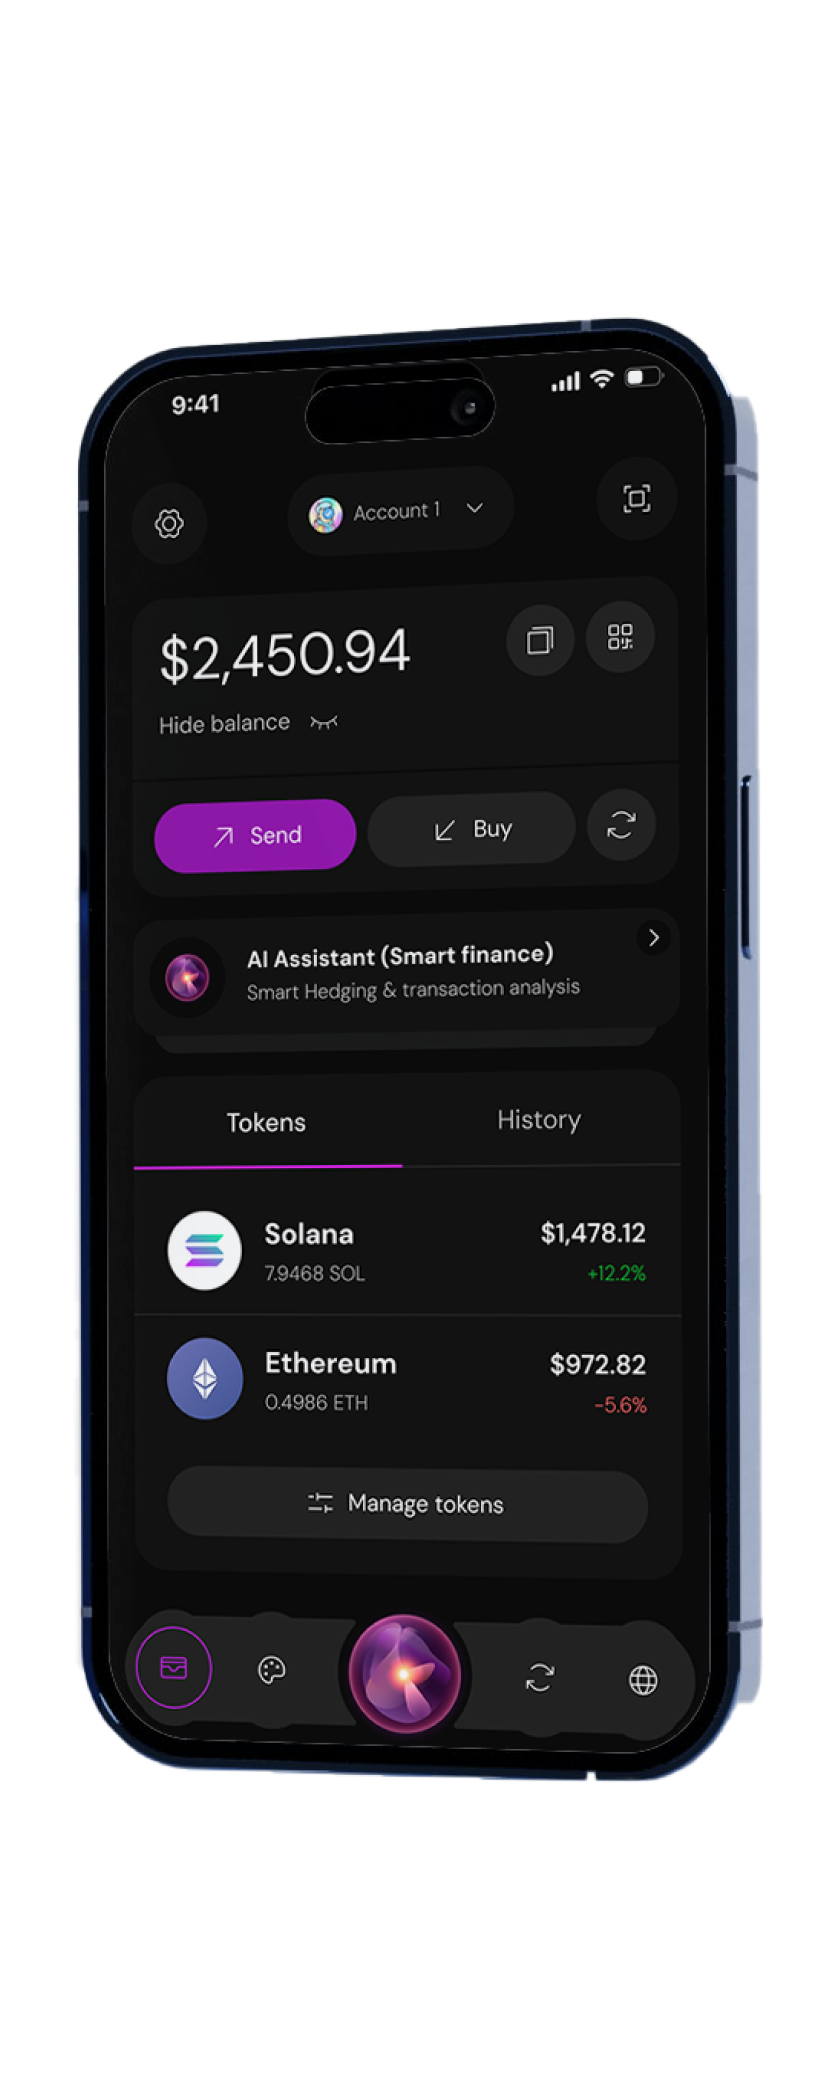 9:41
Account 1
$2,450.94
Hide balance
Send
Buy
AI Assistant (Smart finance)
Smart Hedging & transaction analysis
Tokens
History
Solana
$1,478.12
7.9468 SOL
+12.2%
Ethereum
$972.82
0.4986 ETH
-5.6%
Manage tokens